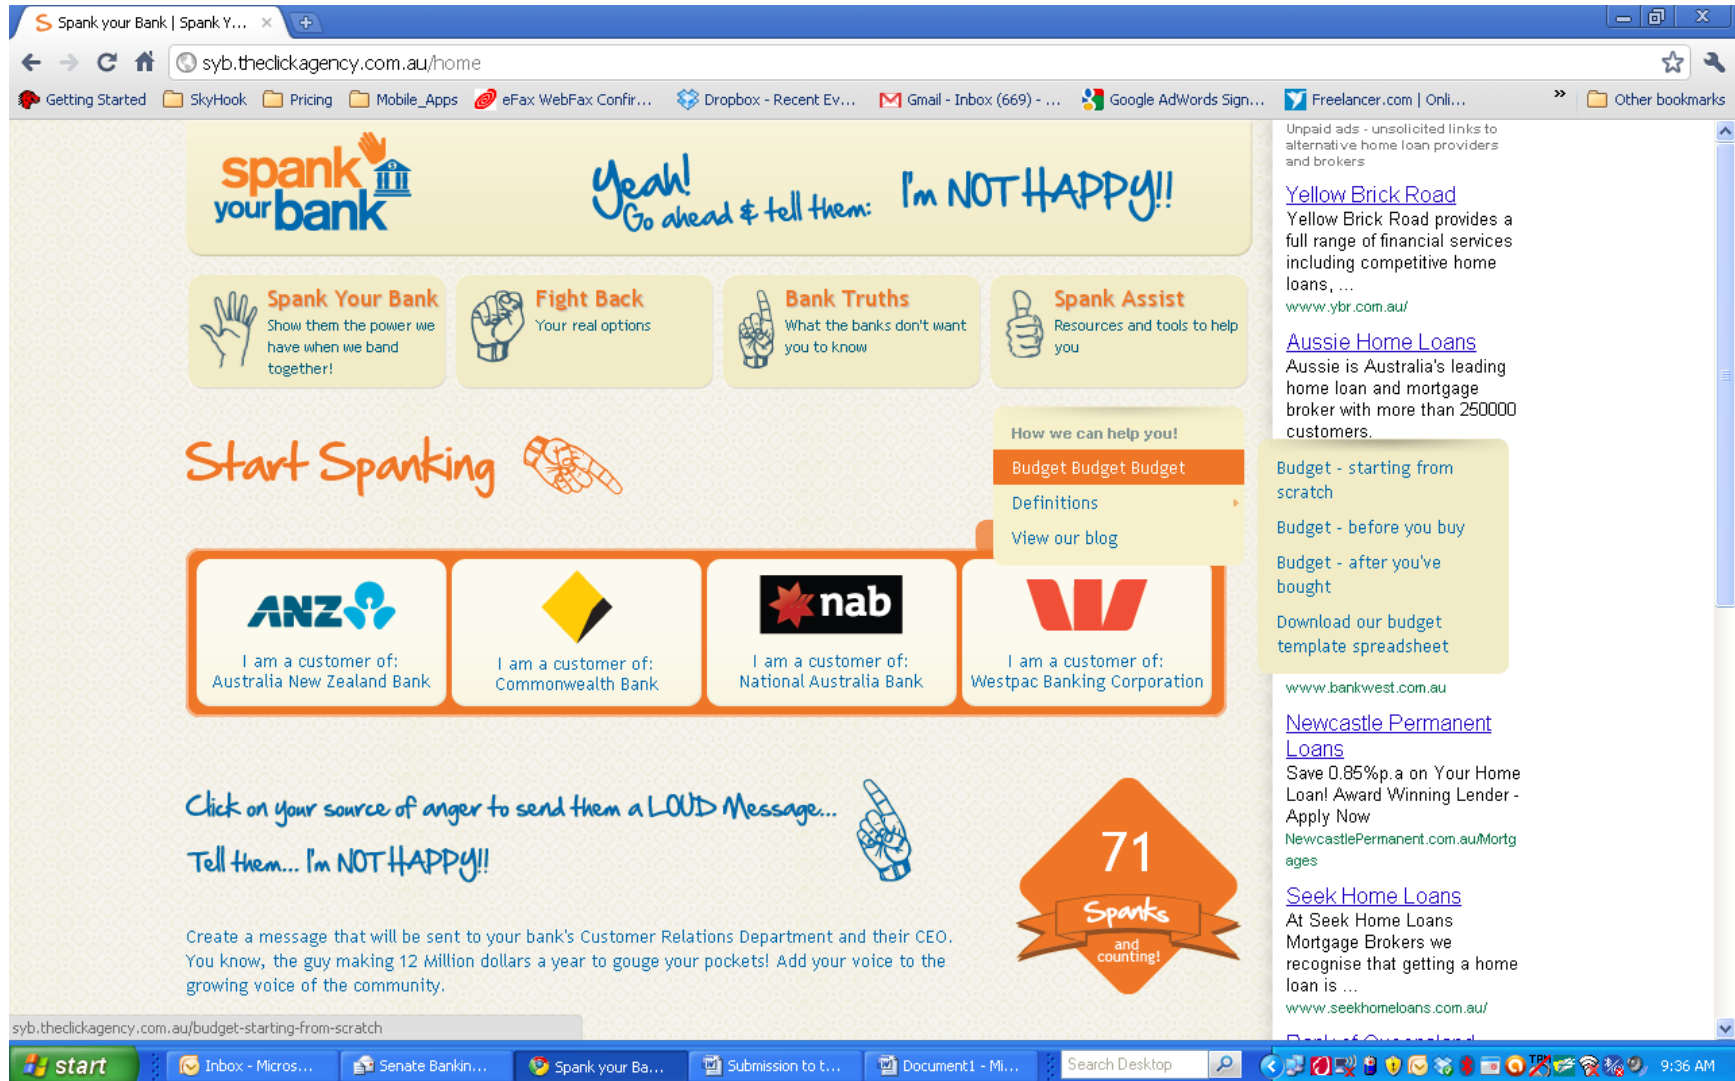 Spank your Bank | Spank Y...
syb.theclickagency.com.au/home
Getting Started SkyHook Pricing Mobile_Apps eFax WebFax Confir... Dropbox - Recent Ev... Gmail - Inbox (669) - ... Google AdWords Sign... Freelancer.com | Onli... » Other bookmarks
spank
your bank
Yeah!
Go ahead & tell them:
I'm NOT HAPPY!!
Spank Your Bank
Show them the power we
have when we band
together!
Fight Back
Your real options
Bank Truths
What the banks don't want
you to know
Spank Assist
Resources and tools to help
you
How we can help you!
Budget Budget Budget
Definitions
View our blog
Budget - starting from
scratch
Budget - before you buy
Budget - after you've
bought
Download our budget
template spreadsheet
Start Spanking
ANZ
I am a customer of:
Australia New Zealand Bank
I am a customer of:
Commonwealth Bank
nab
I am a customer of:
National Australia Bank
I am a customer of:
Westpac Banking Corporation
Click on your source of anger to send them a LOUD Message...
Tell them... I'm NOT HAPPY!!
71
Spanks
and
counting!
Create a message that will be sent to your bank's Customer Relations Department and their CEO.
You know, the guy making 12 Million dollars a year to gouge your pockets! Add your voice to the
growing voice of the community.
Unpaid ads - unsolicited links to
alternative home loan providers
and brokers
Yellow Brick Road
Yellow Brick Road provides a
full range of financial services
including competitive home
loans, ...
www.ybr.com.au/
Aussie Home Loans
Aussie is Australia's leading
home loan and mortgage
broker with more than 250000
customers.
www.bankwest.com.au
Newcastle Permanent
Loans
Save 0.85%p.a on Your Home
Loan! Award Winning Lender -
Apply Now
NewcastlePermanent.com.au/Mortg
ages
Seek Home Loans
At Seek Home Loans
Mortgage Brokers we
recognise that getting a home
loan is ...
www.seekhomeloans.com.au/
Bank of Queensland
syb.theclickagency.com.au/budget-starting-from-scratch
start Inbox - Micros... Senate Bankin... Spank your Ba... Submission to t... Document1 - Mi... Search Desktop 9:36 AM